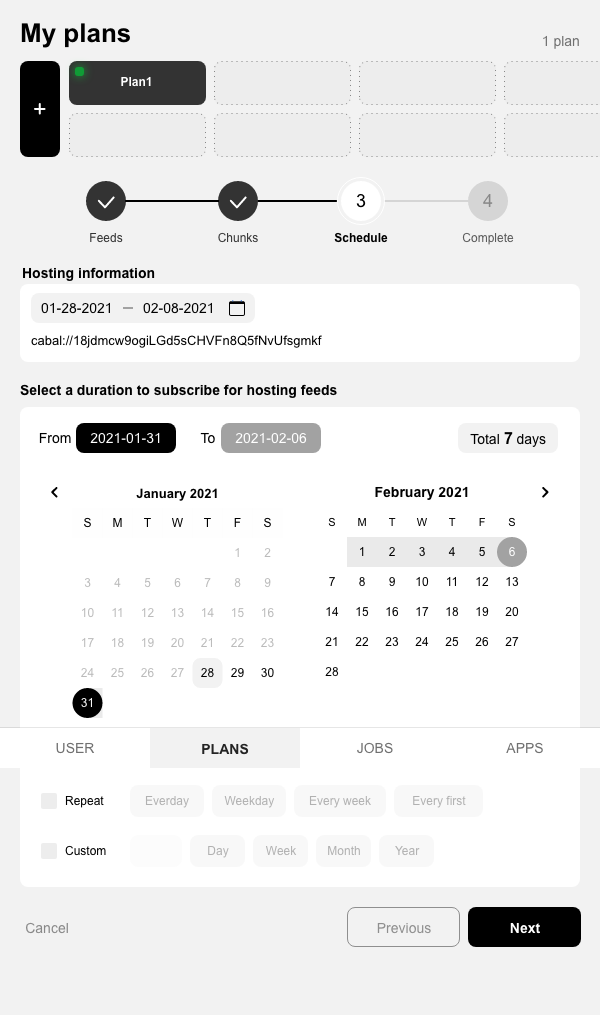 My plans
1 plan
+
Plan1
3
4
Feeds
Chunks
Schedule
Complete
Hosting information
01-28-2021 — 02-08-2021
cabal://18jdmcw9ogiLGd5sCHVFn8Q5fNvUfsgmkf
Select a duration to subscribe for hosting feeds
From 2021-01-31 To 2021-02-06
Total 7 days
January 2021
S M T W T F S
1 2
3 4 5 6 7 8 9
10 11 12 13 14 15 16
17 18 19 20 21 22 23
24 25 26 27 28 29 30
31
February 2021
S M T W T F S
1 2 3 4 5 6
7 8 9 10 11 12 13
14 15 16 17 18 19 20
21 22 23 24 25 26 27
28
USER PLANS JOBS APPS
Repeat Everday Weekday Every week Every first
Custom Day Week Month Year
Cancel Previous Next